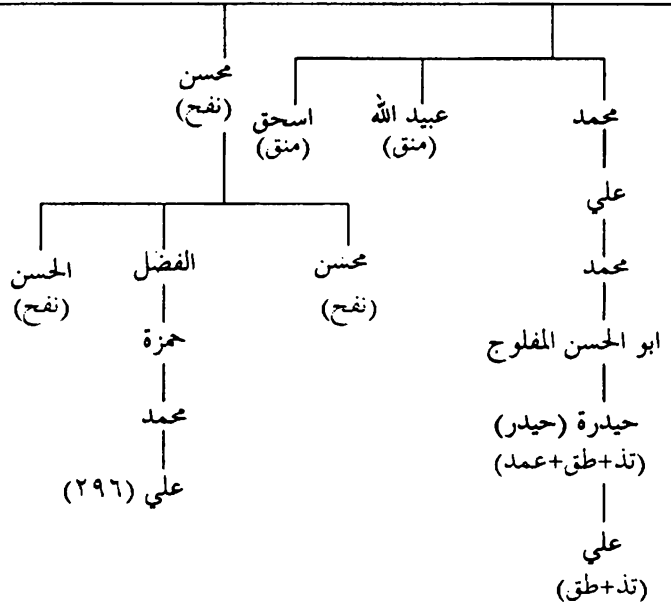 محمد
علي
محمد
ابو الحسن المفلوج
حيدرة (حيدر)
(تذ+طق+عمد)
علي
(تذ+طق)
عبيد الله
(منق)
اسحق
(منق)
محسن
(نفح)
محسن
(نفح)
الفضل
حمزة
محمد
علي (٢٩٦)
الحسن
(نفح)